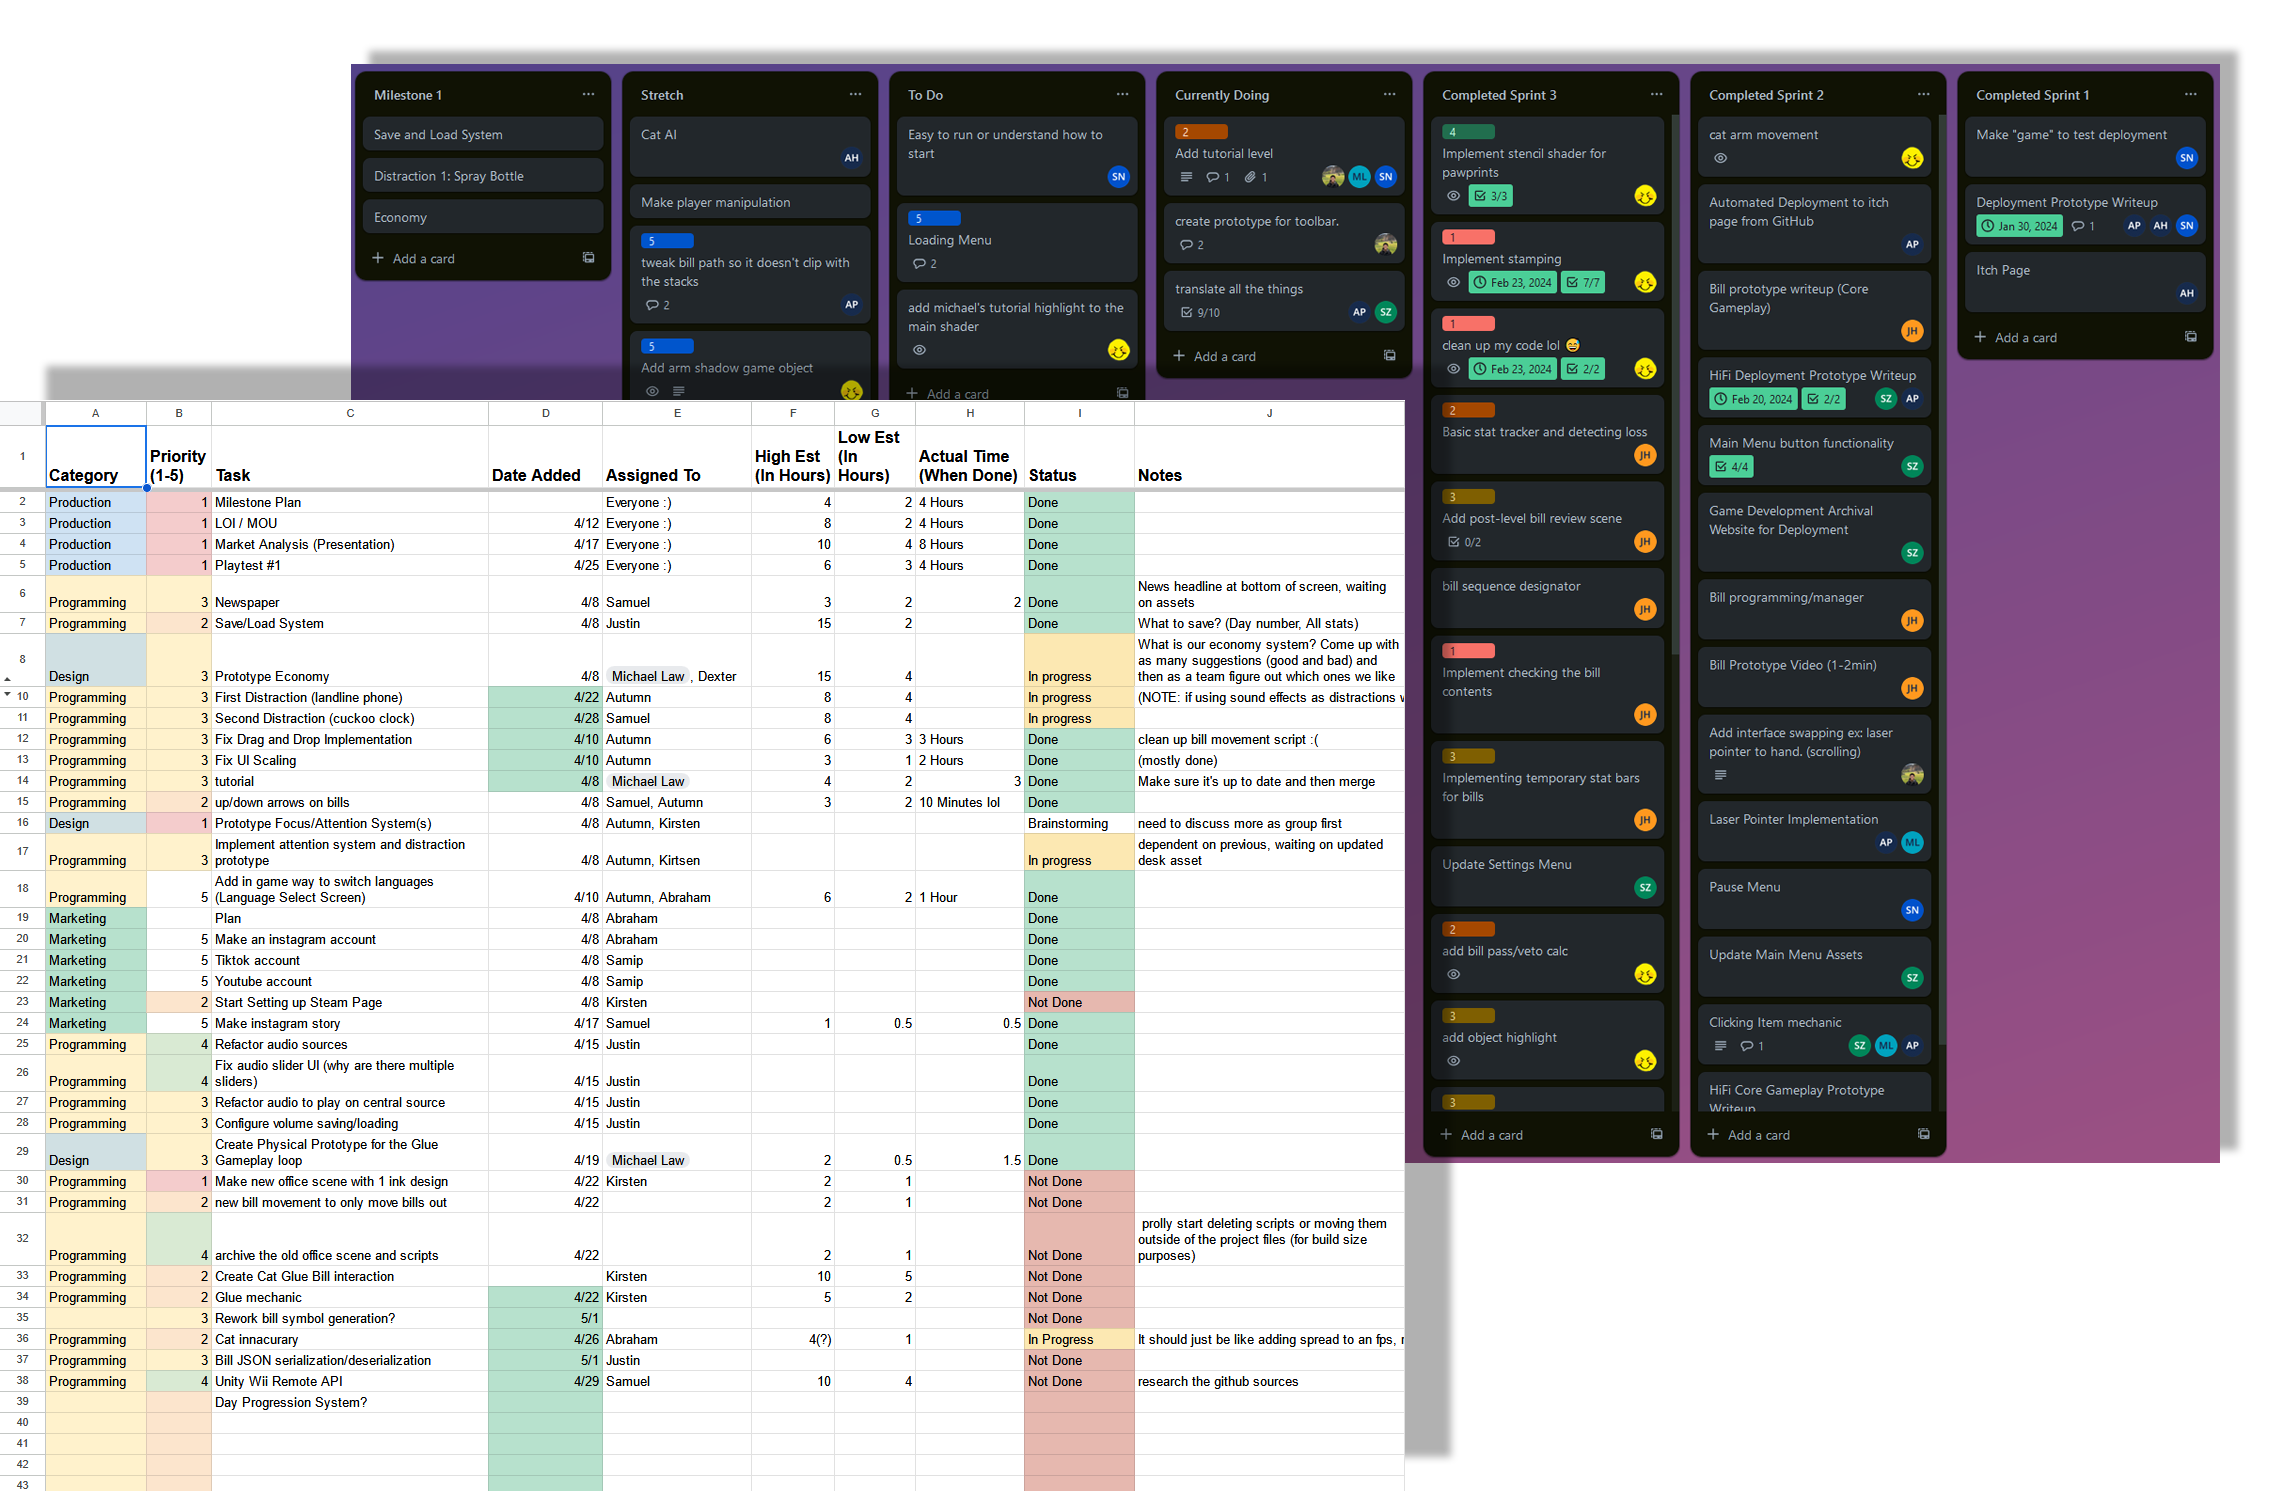 Milestone 1
Save and Load System
Distraction 1: Spray Bottle
Economy
+ Add a card
Stretch
Cat AI
AH
Make player manipulation
5
tweak bill path so it doesn't clip with
the stacks
2
AP
5
Add arm shadow game object
To Do
Easy to run or understand how to
start
SN
5
Loading Menu
2
add michael's tutorial highlight to the
main shader
+ Add a card
Currently Doing
2
Add tutorial level
1 1 ML SN
create prototype for toolbar.
2
translate all the things
9/10 AP SZ
+ Add a card
Completed Sprint 3
4
Implement stencil shader for
pawprints
3/3
1
Implement stamping
Feb 23, 2024 7/7
1
clean up my code lol 😅
Feb 23, 2024 2/2
2
Basic stat tracker and detecting loss
JH
3
Add post-level bill review scene
0/2 JH
bill sequence designator
JH
1
Implement checking the bill
contents
JH
3
Implementing temporary stat bars
for bills
JH
Update Settings Menu
SZ
2
add bill pass/veto calc
3
add object highlight
3
+ Add a card
Completed Sprint 2
cat arm movement
Automated Deployment to itch
page from GitHub
AP
Bill prototype writeup (Core
Gameplay)
JH
HiFi Deployment Prototype Writeup
Feb 20, 2024 2/2 SZ AP
Main Menu button functionality
4/4 SZ
Game Development Archival
Website for Deployment
SZ
Bill programming/manager
JH
Bill Prototype Video (1-2min)
JH
Add interface swapping ex: laser
pointer to hand. (scrolling)
Laser Pointer Implementation
AP ML
Pause Menu
SN
Update Main Menu Assets
SZ
Clicking Item mechanic
1 SZ ML AP
HiFi Core Gameplay Prototype
Writeup
+ Add a card
Completed Sprint 1
Make "game" to test deployment
SN
Deployment Prototype Writeup
Jan 30, 2024 1 AP AH SN
Itch Page
AH
+ Add a card
A B C D E F G H I J
1 Category Priority (1-5) Task Date Added Assigned To High Est (In Hours) Low Est (In Hours) Actual Time (When Done) Status Notes
2 Production 1 Milestone Plan Everyone :) 4 2 4 Hours Done
3 Production 1 LOI / MOU 4/12 Everyone :) 8 2 4 Hours Done
4 Production 1 Market Analysis (Presentation) 4/17 Everyone :) 10 4 8 Hours Done
5 Production 1 Playtest #1 4/25 Everyone :) 6 3 4 Hours Done
6 Programming 3 Newspaper 4/8 Samuel 3 2 2 Done News headline at bottom of screen, waiting on assets
7 Programming 2 Save/Load System 4/8 Justin 15 2 Done What to save? (Day number, All stats)
8 Design 3 Prototype Economy 4/8 Michael Law , Dexter 15 4 In progress What is our economy system? Come up with as many suggestions (good and bad) and then as a team figure out which ones we like
10 Programming 3 First Distraction (landline phone) 4/22 Autumn 8 4 In progress (NOTE: if using sound effects as distractions
11 Programming 3 Second Distraction (cuckoo clock) 4/28 Samuel 8 4 In progress
12 Programming 3 Fix Drag and Drop Implementation 4/10 Autumn 6 3 3 Hours Done clean up bill movement script :(
13 Programming 3 Fix UI Scaling 4/10 Autumn 3 1 2 Hours Done (mostly done)
14 Programming 3 tutorial 4/8 Michael Law 4 2 3 Done Make sure it's up to date and then merge
15 Programming 2 up/down arrows on bills 4/8 Samuel, Autumn 3 2 10 Minutes lol Done
16 Design 1 Prototype Focus/Attention System(s) 4/8 Autumn, Kirsten Brainstorming need to discuss more as group first
17 Programming 3 Implement attention system and distraction prototype 4/8 Autumn, Kirtsen In progress dependent on previous, waiting on updated desk asset
18 Programming 5 Add in game way to switch languages (Language Select Screen) 4/10 Autumn, Abraham 6 2 1 Hour Done
19 Marketing Plan 4/8 Abraham Done
20 Marketing 5 Make an instagram account 4/8 Abraham Done
21 Marketing 5 Tiktok account 4/8 Samip Done
22 Marketing 5 Youtube account 4/8 Samip Done
23 Marketing 2 Start Setting up Steam Page 4/8 Kirsten Not Done
24 Marketing 5 Make instagram story 4/17 Samuel 1 0.5 0.5 Done
25 Programming 4 Refactor audio sources 4/15 Justin Done
26 Programming 4 Fix audio slider UI (why are there multiple sliders) 4/15 Justin Done
27 Programming 3 Refactor audio to play on central source 4/15 Justin Done
28 Programming 3 Configure volume saving/loading 4/15 Justin Done
29 Design 3 Create Physical Prototype for the Glue Gameplay loop 4/19 Michael Law 2 0.5 1.5 Done
30 Programming 1 Make new office scene with 1 ink design 4/22 Kirsten 2 1 Not Done
31 Programming 2 new bill movement to only move bills out 4/22 2 1 Not Done
32 Programming 4 archive the old office scene and scripts 4/22 2 1 Not Done prolly start deleting scripts or moving them outside of the project files (for build size purposes)
33 Programming 2 Create Cat Glue Bill interaction Kirsten 10 5 Not Done
34 Programming 2 Glue mechanic 4/22 Kirsten 5 2 Not Done
35 3 Rework bill symbol generation? 5/1 Not Done
36 Programming 2 Cat innacurary 4/26 Abraham 4(?) 1 In Progress It should just be like adding spread to an fps,
37 Programming 3 Bill JSON serialization/deserialization 5/1 Justin Not Done
38 Programming 4 Unity Wii Remote API 4/29 Samuel 10 4 Not Done research the github sources
39 Day Progression System?
40
41
42
43